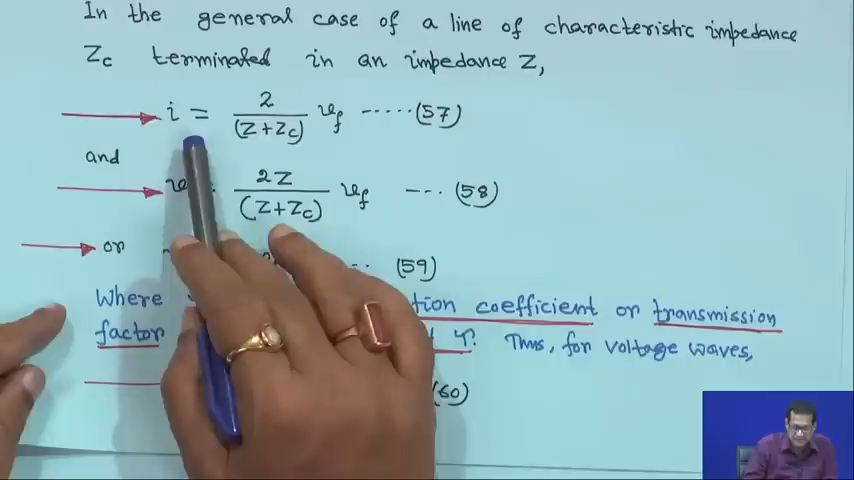 In the general case of a line of characteristic impedance
Zc terminated in an impedance Z,
i = 2/(Z+Zc) vf ..... (57)
and
2Z/(Z+Zc) vf --- (58)
or --- (59)
Where coefficient or transmission
factor Thus, for voltage waves,
(60)